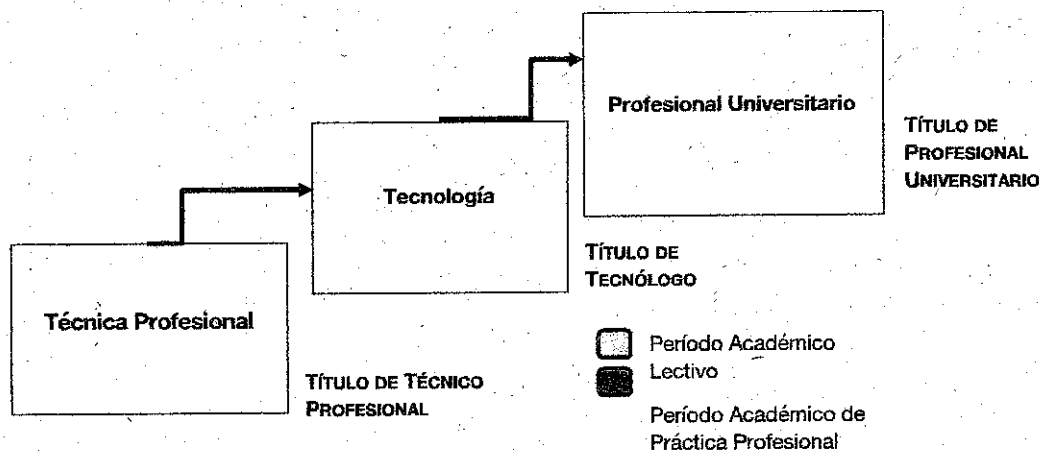 Profesional Universitario
TÍTULO DE
PROFESIONAL
UNIVERSITARIO
Tecnología
TÍTULO DE
TECNÓLOGO
Técnica Profesional
TÍTULO DE TÉCNICO
PROFESIONAL
Período Académico
Lectivo
Período Académico de
Práctica Profesional